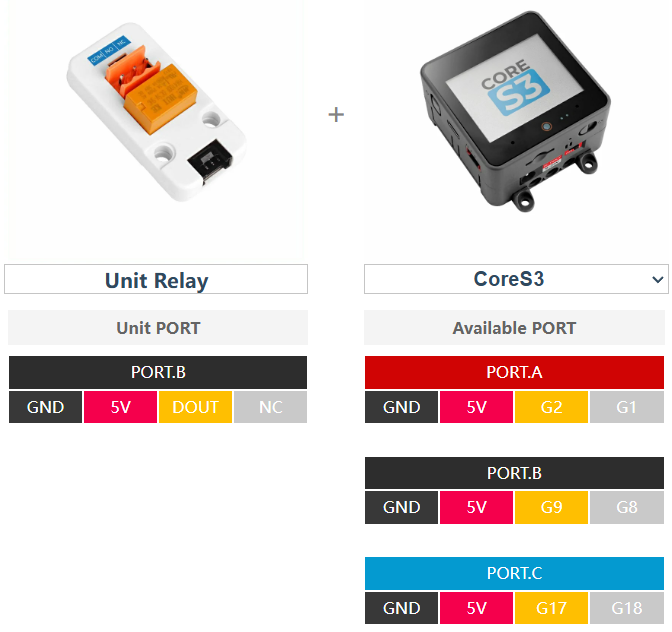 COM NO NC
CORE
S3
+
Unit Relay
CoreS3
Unit PORT
Available PORT
PORT.B
GND 5V DOUT NC
PORT.A
GND 5V G2 G1
PORT.B
GND 5V G9 G8
PORT.C
GND 5V G17 G18